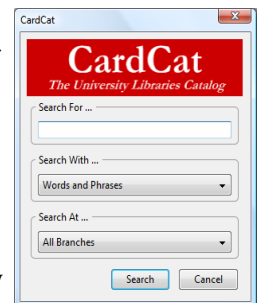 CardCat
CardCat
The University Libraries Catalog
Search For ...
Search With ...
Words and Phrases
Search At ...
All Branches
Search Cancel